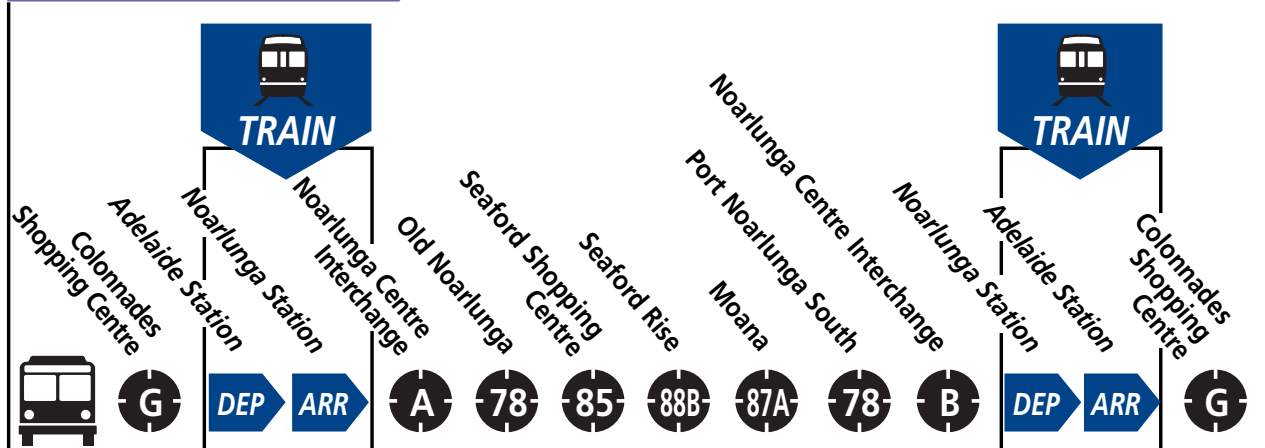 TRAIN
TRAIN
Colonnades
Shopping Centre
Adelaide Station
Noarlunga Station
Noarlunga Centre
Interchange
Old Noarlunga
Seaford Shopping
Centre
Seaford Rise
Moana
Port Noarlunga South
Noarlunga Centre Interchange
Noarlunga Station
Adelaide Station
Colonnades
Shopping
Centre
G DEP ARR A 78 85 88B 87A 78 B DEP ARR G